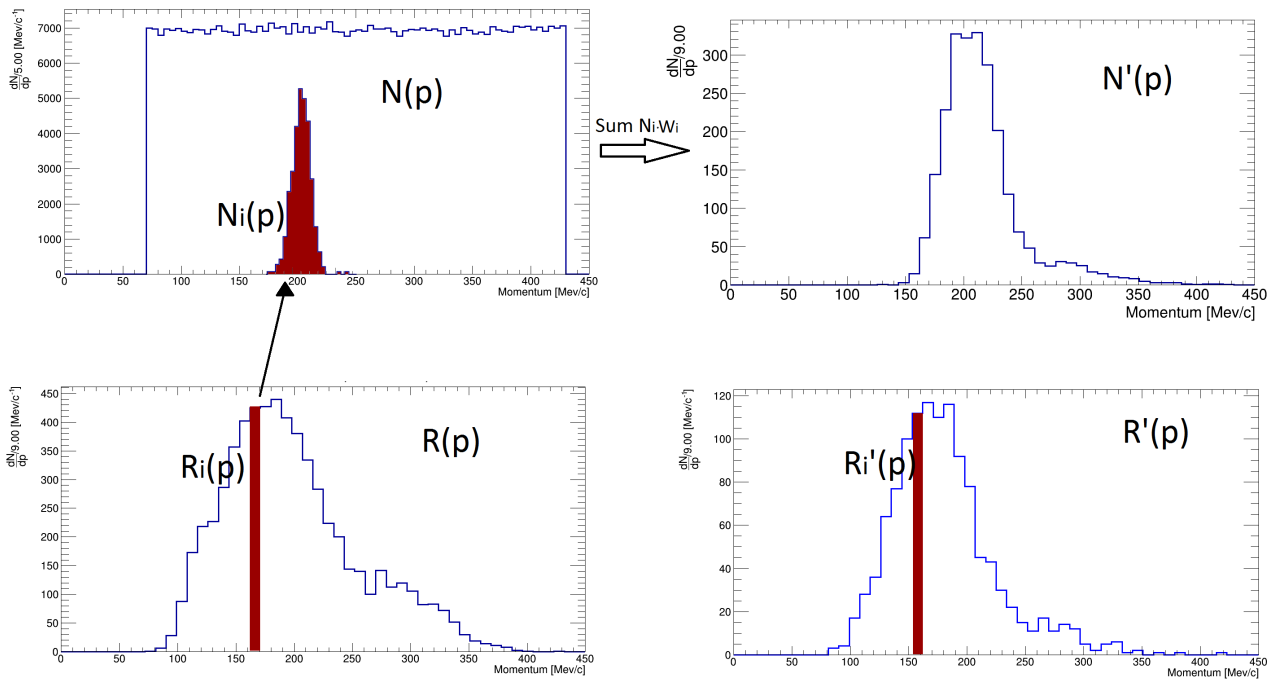 dN/dp/5.00 [Mev/c⁻¹]
7000
6000
5000
4000
3000
2000
1000
0
N(p)
Ni(p)
0 50 100 150 200 250 300 350 400 450
Momentum [Mev/c]
Sum Ni·Wi
dN/dp/9.00
300
250
200
150
100
50
0
N'(p)
0 50 100 150 200 250 300 350 400 450
Momentum [Mev/c]
dN/dp/9.00 [Mev/c⁻¹]
450
400
350
300
250
200
150
100
50
0
R(p)
Ri(p)
0 50 100 150 200 250 300 350 400 450
Momentum [Mev/c]
dN/dp/9.00 [Mev/c⁻¹]
120
100
80
60
40
20
0
R'(p)
Ri'(p)
0 50 100 150 200 250 300 350 400 450
Momentum [Mev/c]